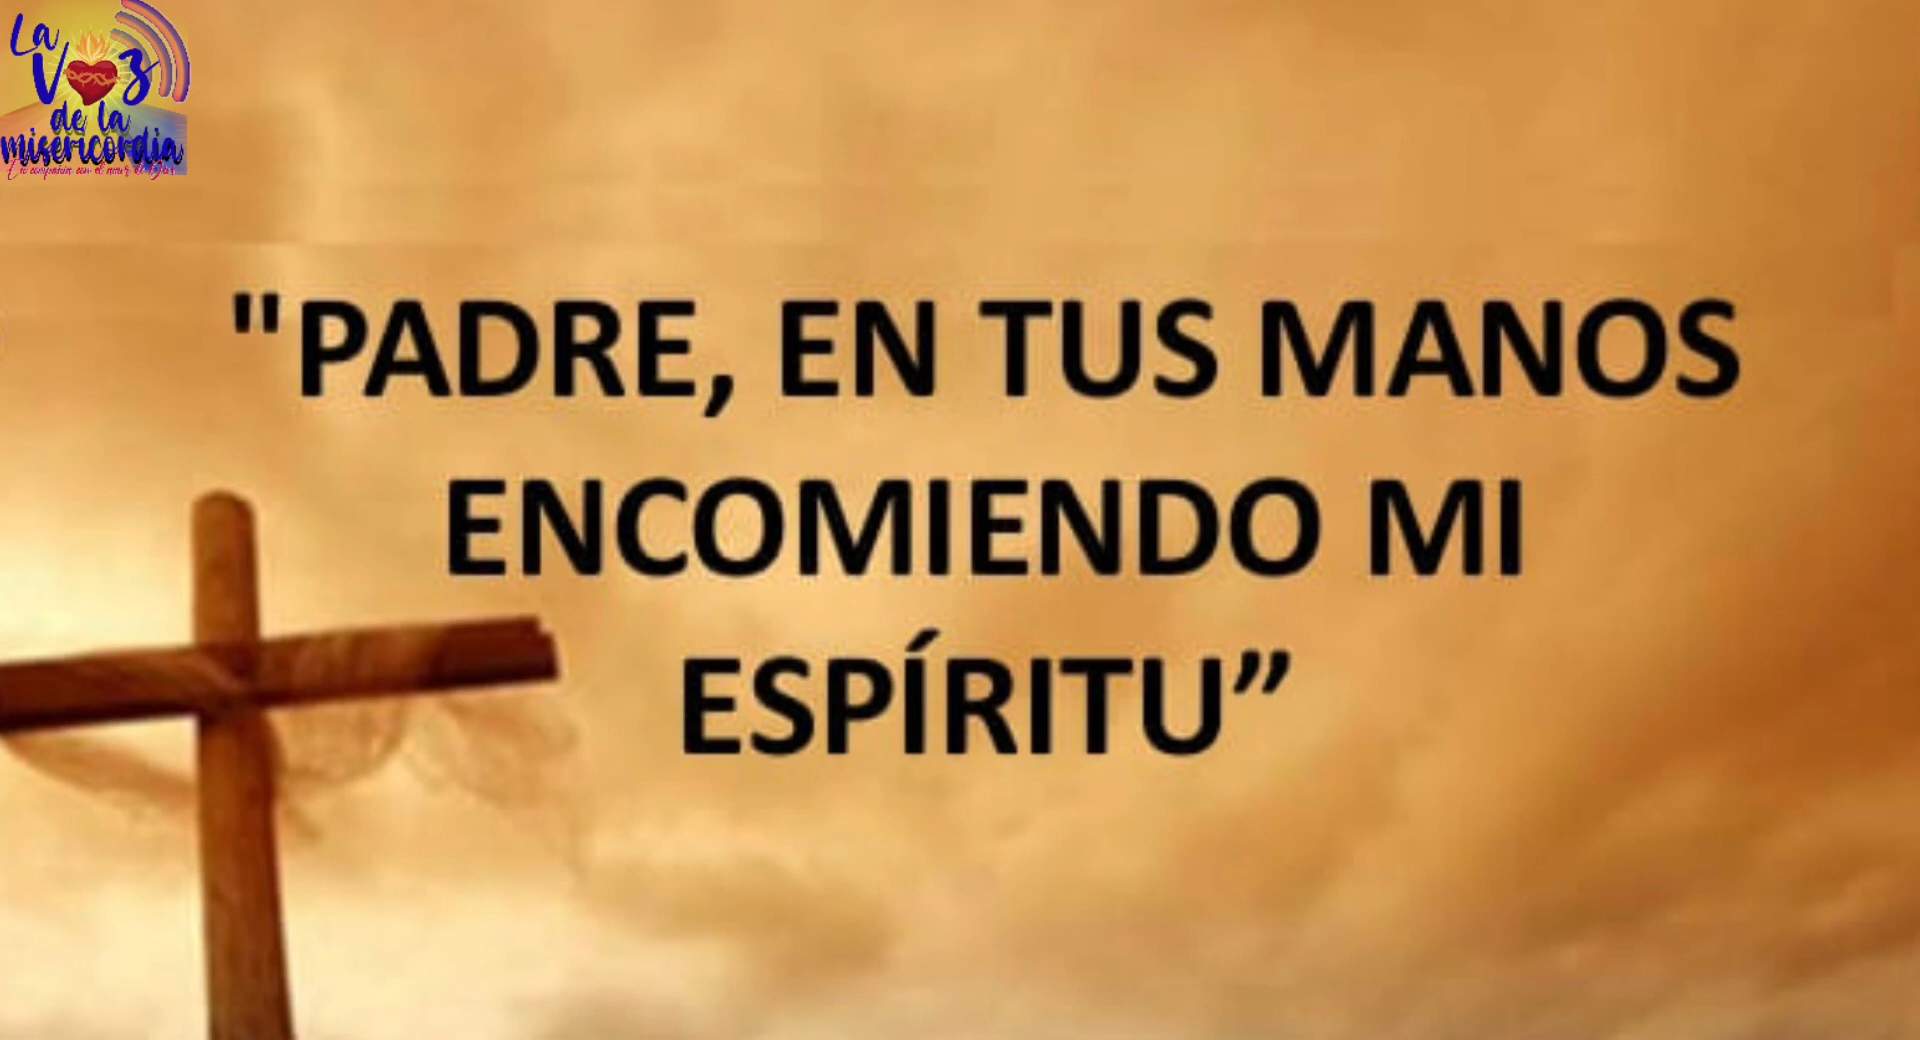 La
Voz
de la
misericordia
"PADRE, EN TUS MANOS
ENCOMIENDO MI
ESPÍRITU”